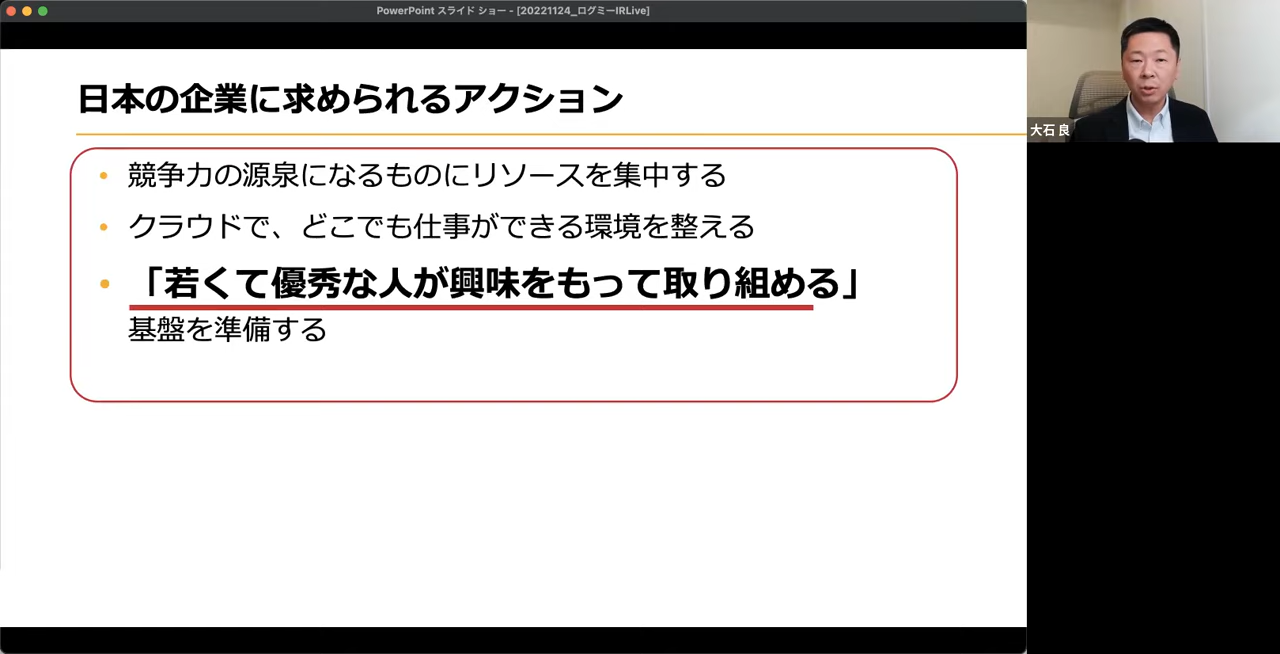 PowerPoint スライド ショー - [20221124_ログミーIRLive]
日本の企業に求められるアクション
• 競争力の源泉になるものにリソースを集中する
• クラウドで、どこでも仕事ができる環境を整える
• 「若くて優秀な人が興味をもって取り組める」
基盤を準備する
大石 良